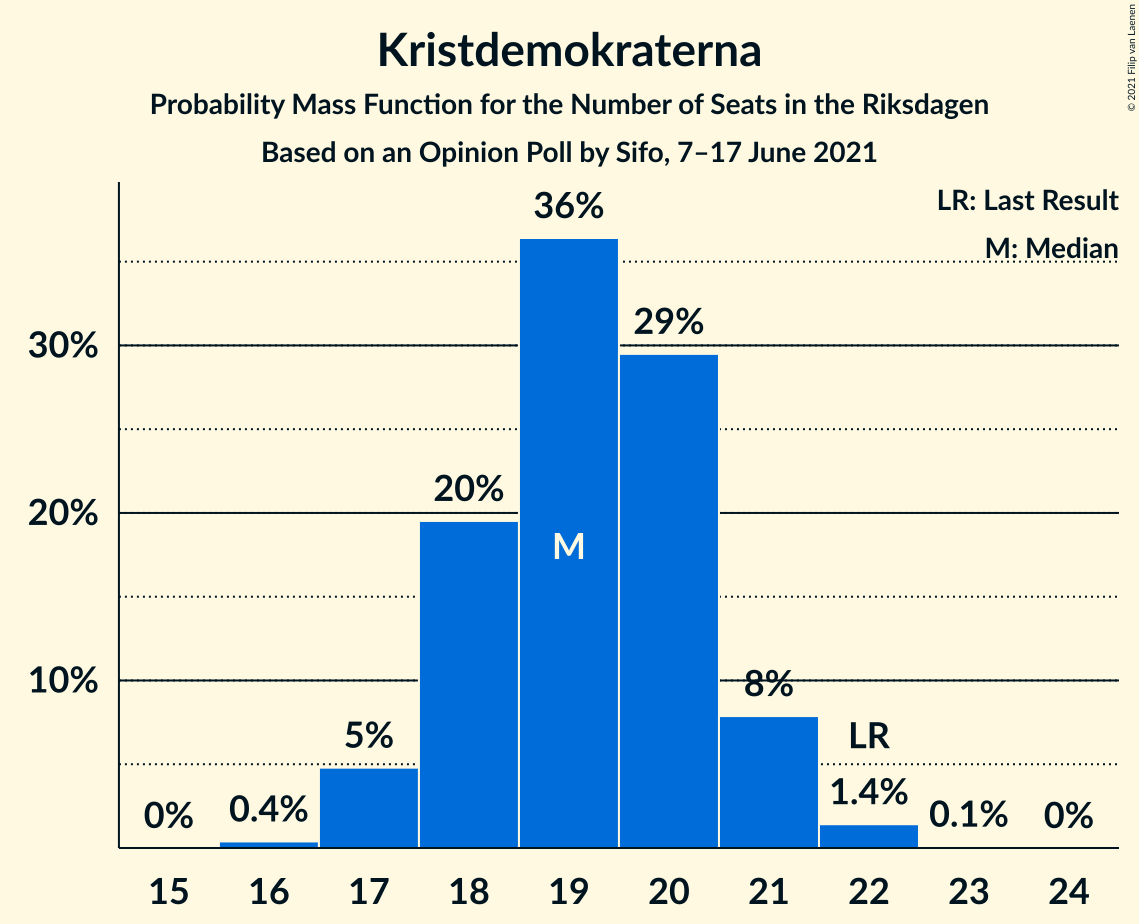 Kristdemokraterna
Probability Mass Function for the Number of Seats in the Riksdagen
Based on an Opinion Poll by Sifo, 7–17 June 2021
© 2021 Filip van Laenen
LR: Last Result
M: Median
36%
29%
20%
8%
5%
1.4%
0.4%
0.1%
0%
0%
M
LR
30%
20%
10%
15 16 17 18 19 20 21 22 23 24